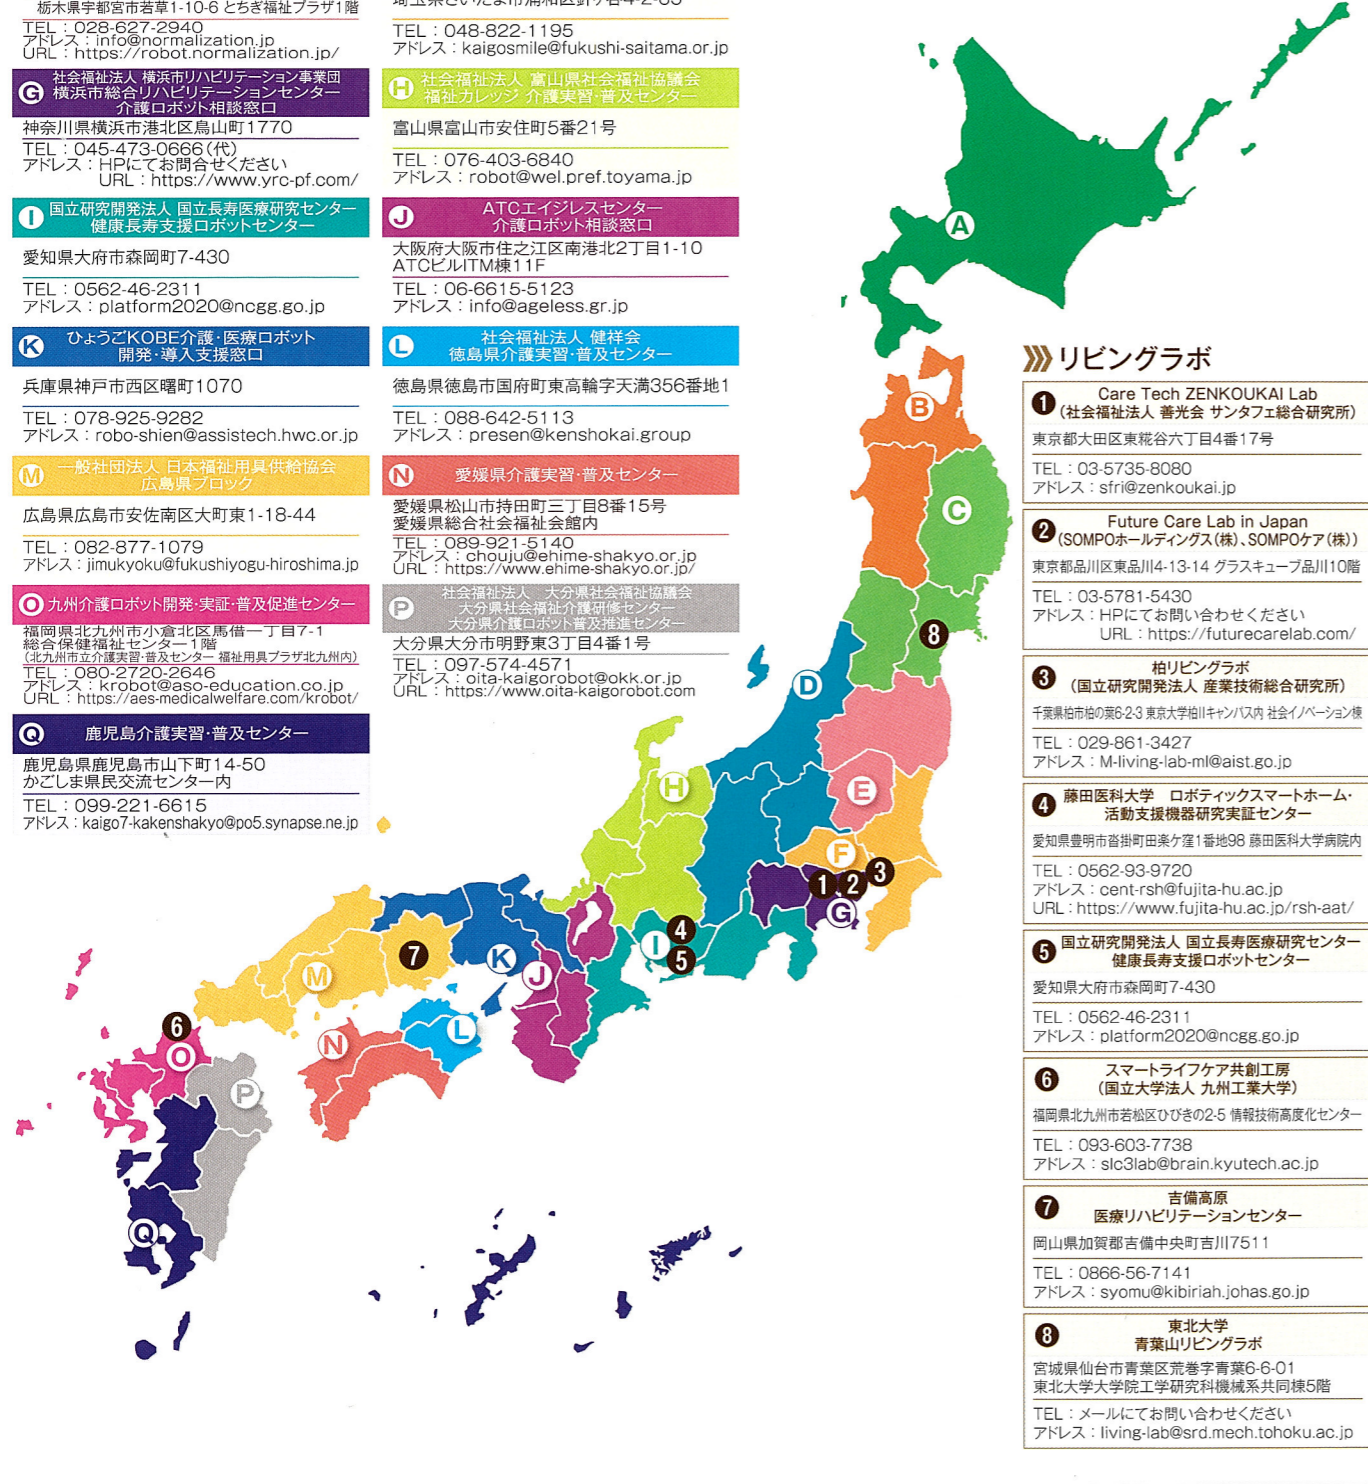 栃木県宇都宮市若草1-10-6 とちぎ福祉プラザ1階
TEL：028-627-2940
アドレス：info@normalization.jp
URL：https://robot.normalization.jp/
TEL：048-822-1195
アドレス：kaigosmile@fukushi-saitama.or.jp
G
社会福祉法人 横浜市リハビリテーション事業団
横浜市総合リハビリテーションセンター
介護ロボット相談窓口
神奈川県横浜市港北区鳥山町1770
TEL：045-473-0666(代)
アドレス：HPにてお問合せください
URL：https://www.yrc-pf.com/
H
社会福祉法人 富山県社会福祉協議会
福祉カレッジ 介護実習・普及センター
富山県富山市安住町5番21号
TEL：076-403-6840
アドレス：robot@wel.pref.toyama.jp
I
国立研究開発法人 国立長寿医療研究センター
健康長寿支援ロボットセンター
愛知県大府市森岡町7-430
TEL：0562-46-2311
アドレス：platform2020@ncgg.go.jp
J
ATCエイジレスセンター
介護ロボット相談窓口
大阪府大阪市住之江区南港北2丁目1-10
ATCビルITM棟11F
TEL：06-6615-5123
アドレス：info@ageless.gr.jp
K
ひょうごKOBE介護・医療ロボット
開発・導入支援窓口
兵庫県神戸市西区曙町1070
TEL：078-925-9282
アドレス：robo-shien@assistech.hwc.or.jp
L
社会福祉法人 健祥会
徳島県介護実習・普及センター
徳島県徳島市国府町東高輪字天満356番地1
TEL：088-642-5113
アドレス：presen@kenshokai.group
M
一般社団法人 日本福祉用具供給協会
広島県ブロック
広島県広島市安佐南区大町東1-18-44
TEL：082-877-1079
アドレス：jimukyoku@fukushiyogu-hiroshima.jp
N
愛媛県介護実習・普及センター
愛媛県松山市持田町三丁目8番15号
愛媛県総合社会福祉会館内
TEL：089-921-5140
アドレス：chouju@ehime-shakyo.or.jp
URL：https://www.ehime-shakyo.or.jp/
O
九州介護ロボット開発・実証・普及促進センター
福岡県北九州市小倉北区馬借一丁目7-1
総合保健福祉センター1階
(北九州市立介護実習・普及センター 福祉用具プラザ北九州内)
TEL：080-2720-2646
アドレス：krobot@aso-education.co.jp
URL：https://aes-medicalwelfare.com/krobot/
P
社会福祉法人 大分県社会福祉協議会
大分県社会福祉介護研修センター
大分県介護ロボット普及推進センター
大分県大分市明野東3丁目4番1号
TEL：097-574-4571
アドレス：oita-kaigorobot@okk.or.jp
URL：https://www.oita-kaigorobot.com
Q
鹿児島介護実習・普及センター
鹿児島県鹿児島市山下町14-50
かごしま県民交流センター内
TEL：099-221-6615
アドレス：kaigo7-kakenshakyo@po5.synapse.ne.jp
A
B
C
8
D
E
H
F
1
2
3
G
4
I
5
7
K
J
M
L
N
6
O
P
Q
リビングラボ
1
Care Tech ZENKOUKAI Lab
(社会福祉法人 善光会 サンタフェ総合研究所)
東京都大田区東糀谷六丁目4番17号
TEL：03-5735-8080
アドレス：sfri@zenkoukai.jp
2
Future Care Lab in Japan
(SOMPOホールディングス(株)、SOMPOケア(株))
東京都品川区東品川4-13-14 グラスキューブ品川10階
TEL：03-5781-5430
アドレス：HPにてお問い合わせください
URL：https://futurecarelab.com/
3
柏リビングラボ
(国立研究開発法人 産業技術総合研究所)
千葉県柏市柏の葉6-2-3 東京大学柏IIキャンパス内 社会イノベーション棟
TEL：029-861-3427
アドレス：M-living-lab-ml@aist.go.jp
4
藤田医科大学 ロボティックスマートホーム・
活動支援機器研究実証センター
愛知県豊明市沓掛町田楽ケ窪1番地98 藤田医科大学病院内
TEL：0562-93-9720
アドレス：cent-rsh@fujita-hu.ac.jp
URL：https://www.fujita-hu.ac.jp/rsh-aat/
5
国立研究開発法人 国立長寿医療研究センター
健康長寿支援ロボットセンター
愛知県大府市森岡町7-430
TEL：0562-46-2311
アドレス：platform2020@ncgg.go.jp
6
スマートライフケア共創工房
(国立大学法人 九州工業大学)
福岡県北九州市若松区ひびきの2-5 情報技術高度化センター
TEL：093-603-7738
アドレス：slc3lab@brain.kyutech.ac.jp
7
吉備高原
医療リハビリテーションセンター
岡山県加賀郡吉備中央町吉川7511
TEL：0866-56-7141
アドレス：syomu@kibiriah.johas.go.jp
8
東北大学
青葉山リビングラボ
宮城県仙台市青葉区荒巻字青葉6-6-01
東北大学大学院工学研究科機械系共同棟5階
TEL：メールにてお問い合わせください
アドレス：living-lab@srd.mech.tohoku.ac.jp